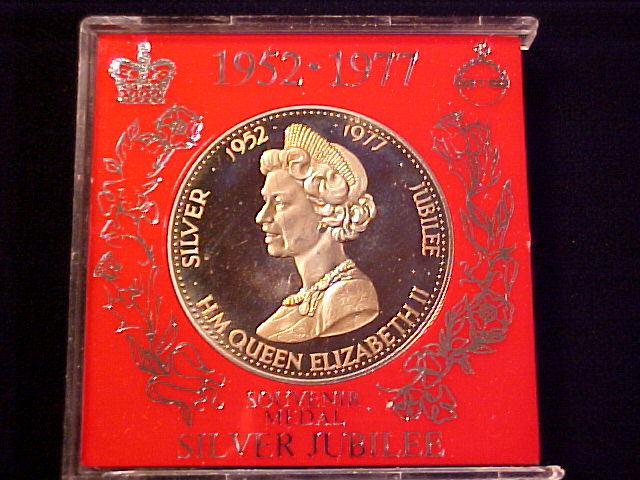 1952 · 1977
1952 1977
SILVER JUBILEE
H.M QUEEN ELIZABETH II
SOUVENIR
MEDAL
SILVER JUBILEE